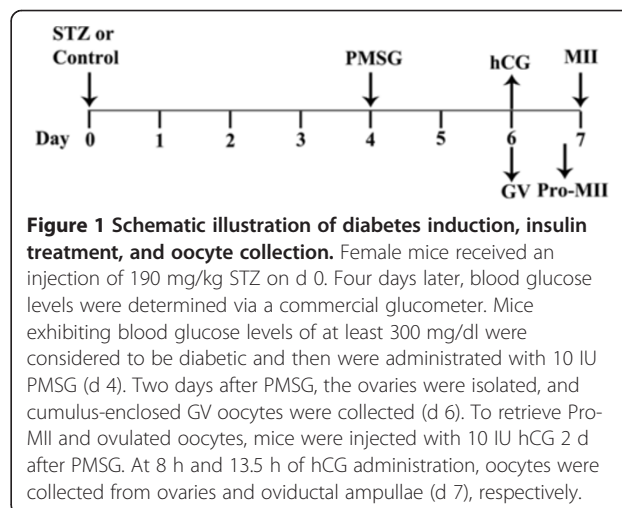 STZ or
Control
PMSG
hCG
MII
Day 0 1 2 3 4 5 6 7
GV Pro-MII
Figure 1 Schematic illustration of diabetes induction, insulin
treatment, and oocyte collection. Female mice received an
injection of 190 mg/kg STZ on d 0. Four days later, blood glucose
levels were determined via a commercial glucometer. Mice
exhibiting blood glucose levels of at least 300 mg/dl were
considered to be diabetic and then were administrated with 10 IU
PMSG (d 4). Two days after PMSG, the ovaries were isolated, and
cumulus-enclosed GV oocytes were collected (d 6). To retrieve Pro-
MII and ovulated oocytes, mice were injected with 10 IU hCG 2 d
after PMSG. At 8 h and 13.5 h of hCG administration, oocytes were
collected from ovaries and oviductal ampullae (d 7), respectively.